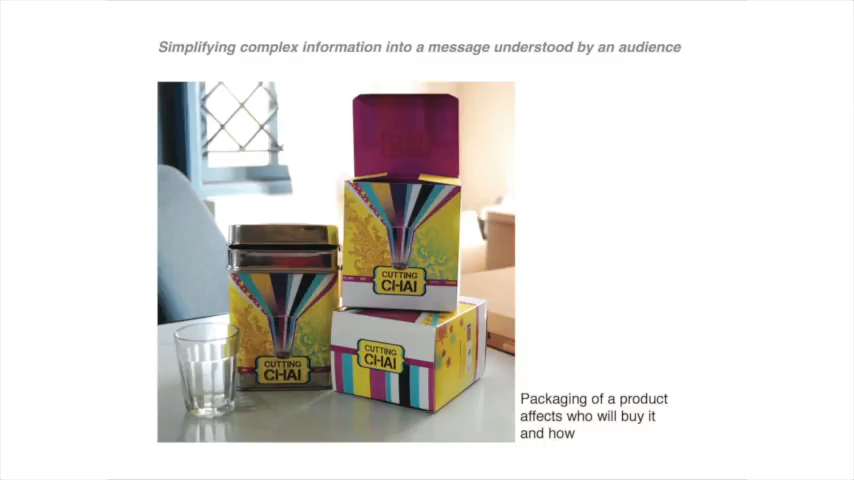 Simplifying complex information into a message understood by an audience
CUTTING
CHAI
CUTTING
CHAI
CUTTING
CHAI
Packaging of a product
affects who will buy it
and how